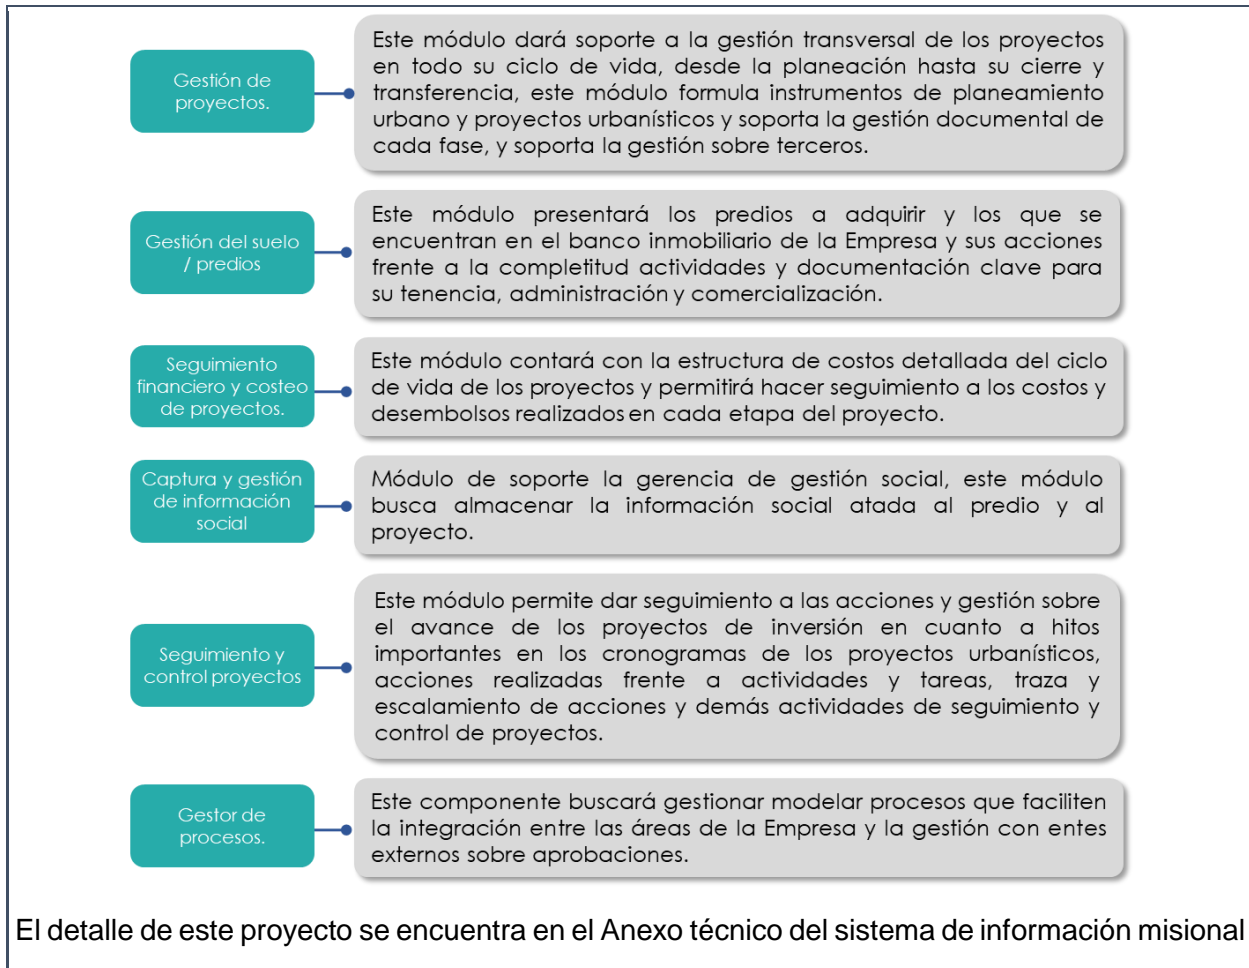 Gestión de
proyectos.
Este módulo dará soporte a la gestión transversal de los proyectos
en todo su ciclo de vida, desde la planeación hasta su cierre y
transferencia, este módulo formula instrumentos de planeamiento
urbano y proyectos urbanísticos y soporta la gestión documental de
cada fase, y soporta la gestión sobre terceros.
Gestión del suelo
/ predios
Este módulo presentará los predios a adquirir y los que se
encuentran en el banco inmobiliario de la Empresa y sus acciones
frente a la completitud actividades y documentación clave para
su tenencia, administración y comercialización.
Seguimiento
financiero y costeo
de proyectos.
Este módulo contará con la estructura de costos detallada del ciclo
de vida de los proyectos y permitirá hacer seguimiento a los costos y
desembolsos realizados en cada etapa del proyecto.
Captura y gestión
de información
social
Módulo de soporte la gerencia de gestión social, este módulo
busca almacenar la información social atada al predio y al
proyecto.
Seguimiento y
control proyectos
Este módulo permite dar seguimiento a las acciones y gestión sobre
el avance de los proyectos de inversión en cuanto a hitos
importantes en los cronogramas de los proyectos urbanísticos,
acciones realizadas frente a actividades y tareas, traza y
escalamiento de acciones y demás actividades de seguimiento y
control de proyectos.
Gestor de
procesos.
Este componente buscará gestionar modelar procesos que faciliten
la integración entre las áreas de la Empresa y la gestión con entes
externos sobre aprobaciones.
El detalle de este proyecto se encuentra en el Anexo técnico del sistema de información misional